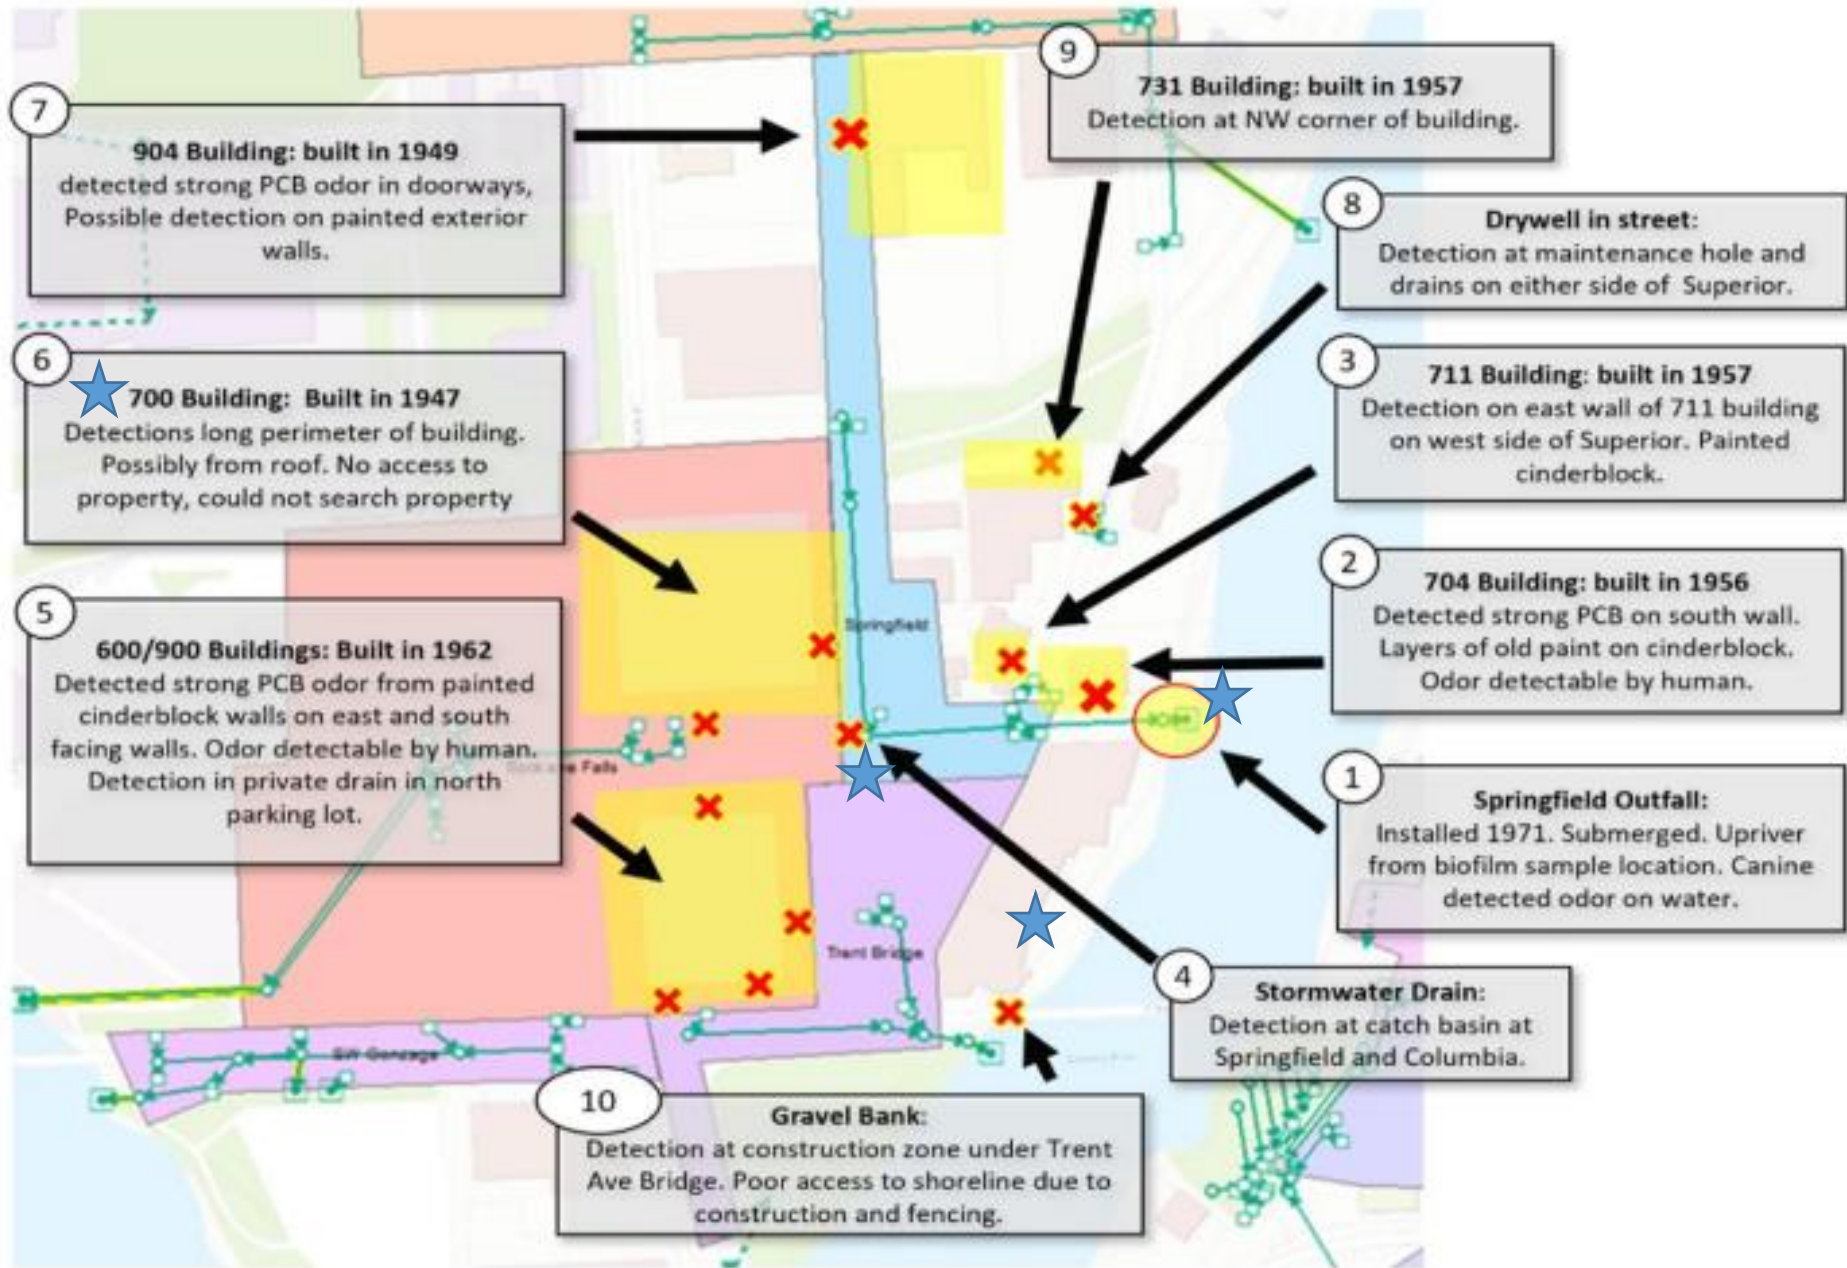 7
904 Building: built in 1949
detected strong PCB odor in doorways,
Possible detection on painted exterior
walls.
9
731 Building: built in 1957
Detection at NW corner of building.
8
Drywell in street:
Detection at maintenance hole and
drains on either side of Superior.
6
700 Building: Built in 1947
Detections long perimeter of building.
Possibly from roof. No access to
property, could not search property
3
711 Building: built in 1957
Detection on east wall of 711 building
on west side of Superior. Painted
cinderblock.
5
600/900 Buildings: Built in 1962
Detected strong PCB odor from painted
cinderblock walls on east and south
facing walls. Odor detectable by human.
Detection in private drain in north
parking lot.
2
704 Building: built in 1956
Detected strong PCB on south wall.
Layers of old paint on cinderblock.
Odor detectable by human.
Springfield
Falls
1
Springfield Outfall:
Installed 1971. Submerged. Upriver
from biofilm sample location. Canine
detected odor on water.
Trent Bridge
4
Stormwater Drain:
Detection at catch basin at
Springfield and Columbia.
SW Gonzaga
10
Gravel Bank:
Detection at construction zone under Trent
Ave Bridge. Poor access to shoreline due to
construction and fencing.